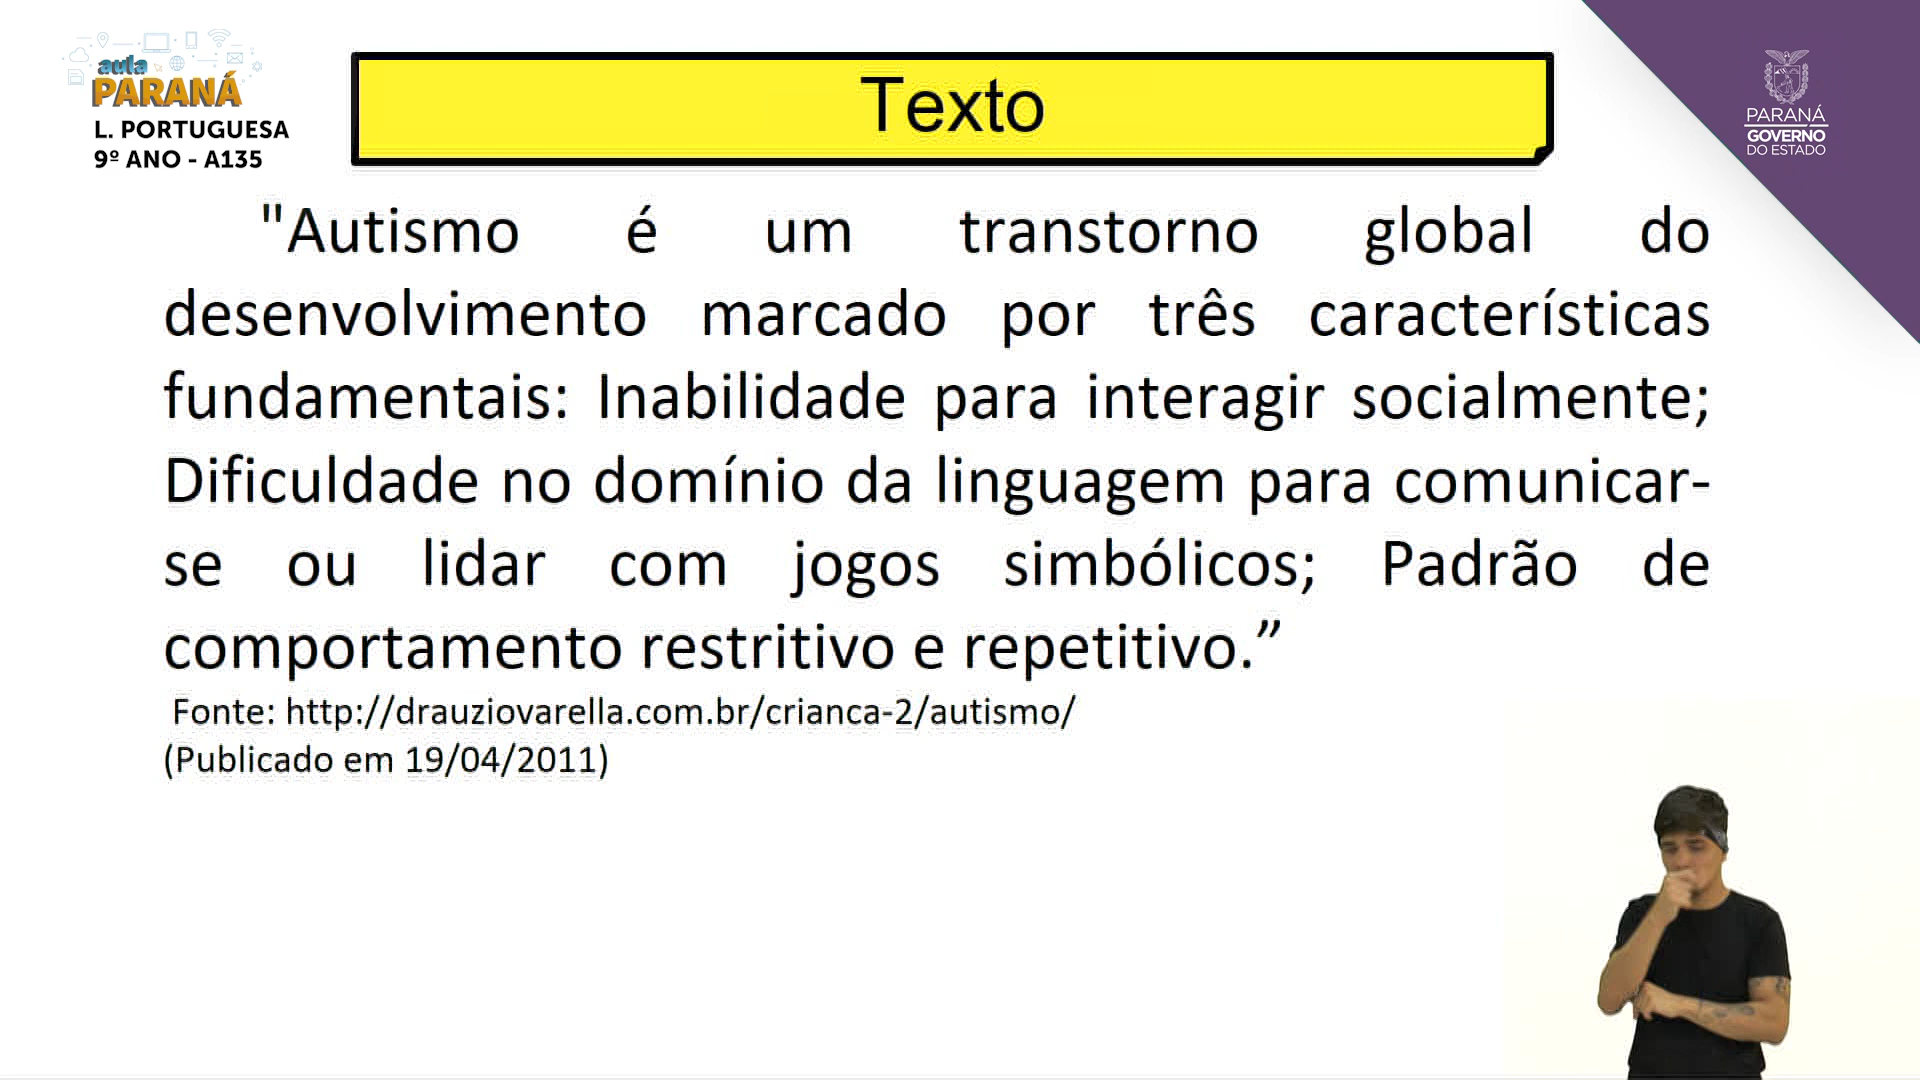 aula
PARANÁ
L. PORTUGUESA
9º ANO - A135
Texto
PARANÁ
GOVERNO
DO ESTADO
"Autismo é um transtorno global do
desenvolvimento marcado por três características
fundamentais: Inabilidade para interagir socialmente;
Dificuldade no domínio da linguagem para comunicar-
se ou lidar com jogos simbólicos; Padrão de
comportamento restritivo e repetitivo.”
Fonte: http://drauziovarella.com.br/crianca-2/autismo/
(Publicado em 19/04/2011)